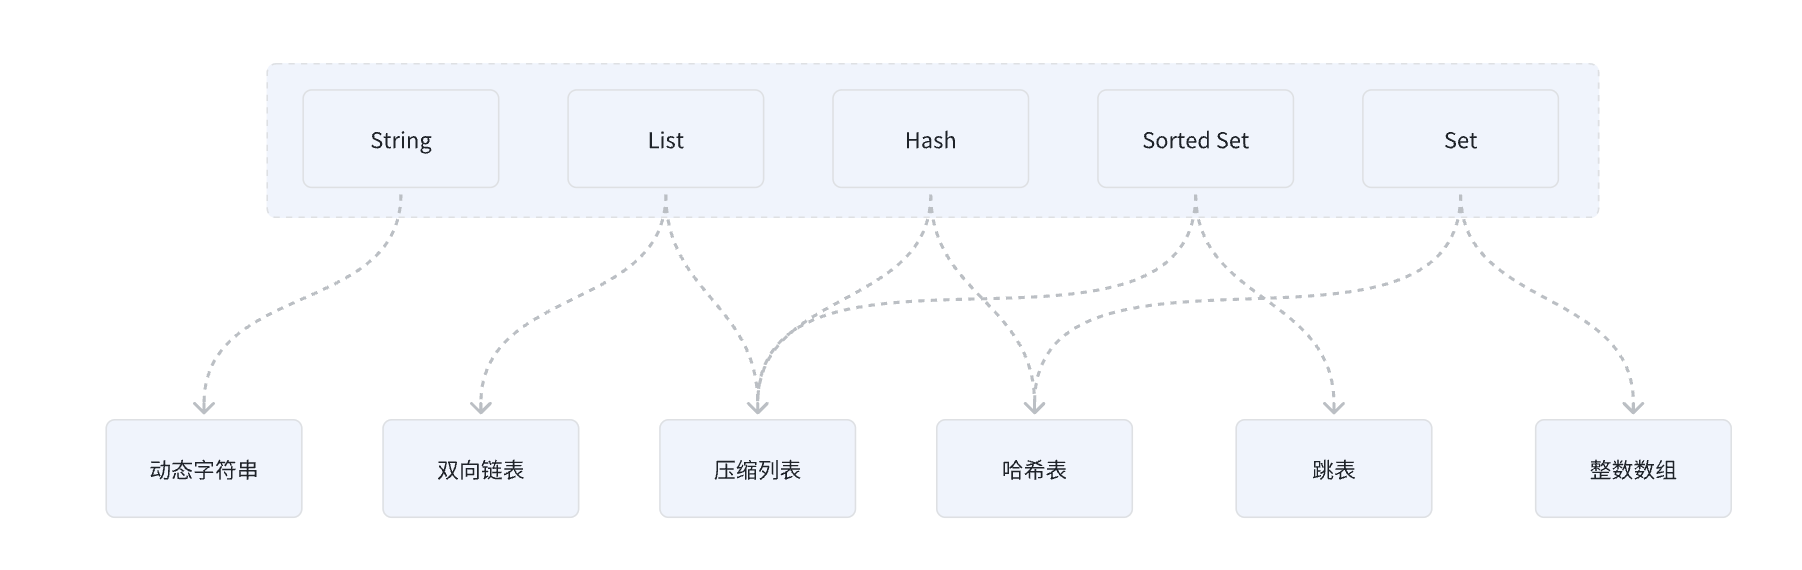 String
List
Hash
Sorted Set
Set
动态字符串
双向链表
压缩列表
哈希表
跳表
整数数组